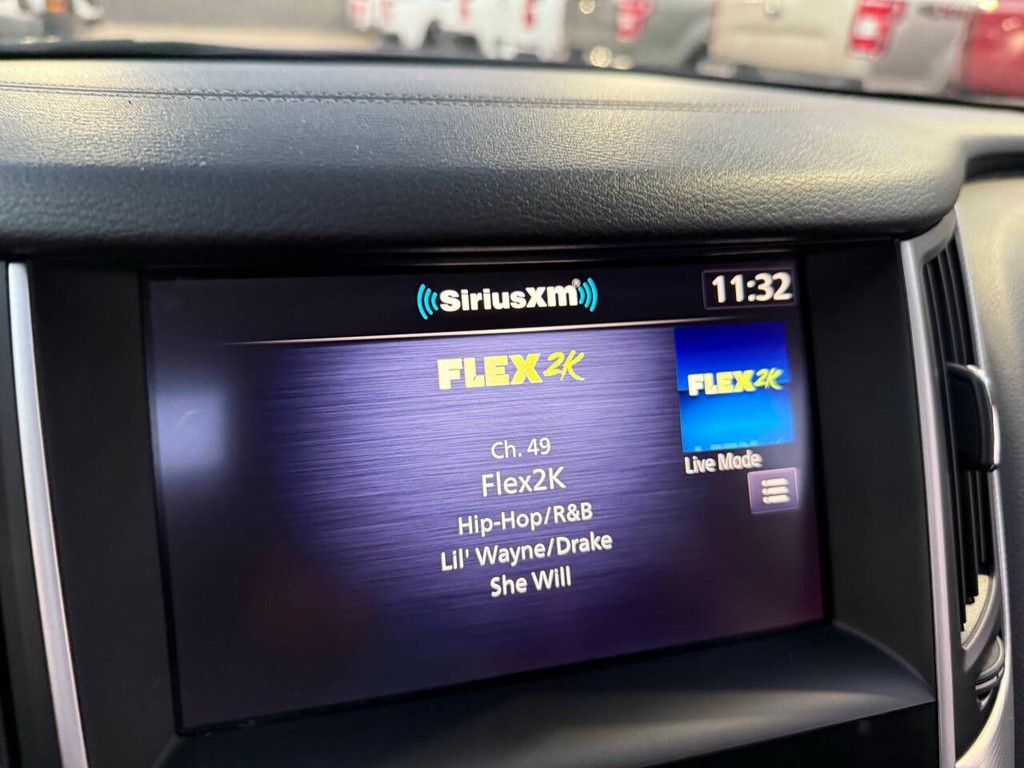 SiriusXM
11:32
FLEX2K
FLEX2K
Ch. 49
Flex2K
Live Mode
Hip-Hop/R&B
Lil' Wayne/Drake
She Will